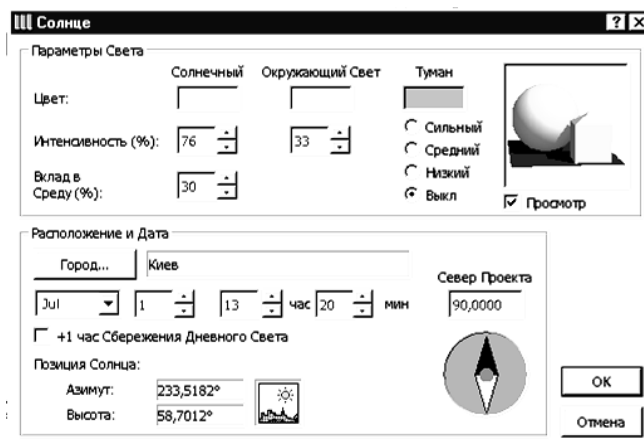 Солнце
Параметры Света
Солнечный Окружающий Свет Туман
Цвет:
Интенсивность (%): 76 33
Сильный
Средний
Низкий
Выкл
Вклад в
Среду (%): 30
Просмотр
Расположение и Дата
Город... Киев
Север Проекта
Jul 1 13 час 20 мин 90,0000
+1 час Сбережения Дневного Света
Позиция Солнца:
Азимут: 233,5182°
Высота: 58,7012°
OK
Отмена